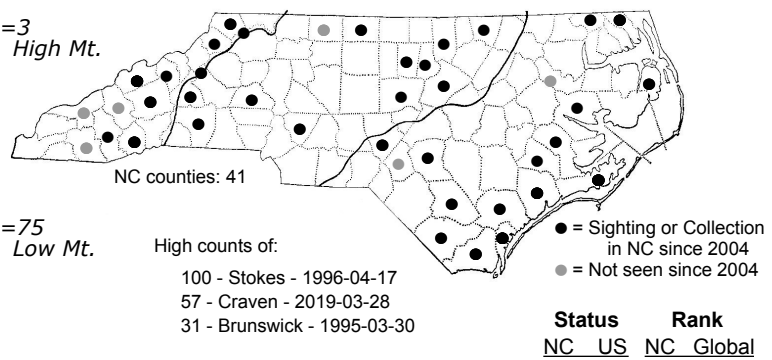 =3
High Mt.
NC counties: 41
=75
Low Mt.
High counts of:
100 - Stokes - 1996-04-17
57 - Craven - 2019-03-28
31 - Brunswick - 1995-03-30
● = Sighting or Collection
in NC since 2004
● = Not seen since 2004
Status Rank
NC US NC Global